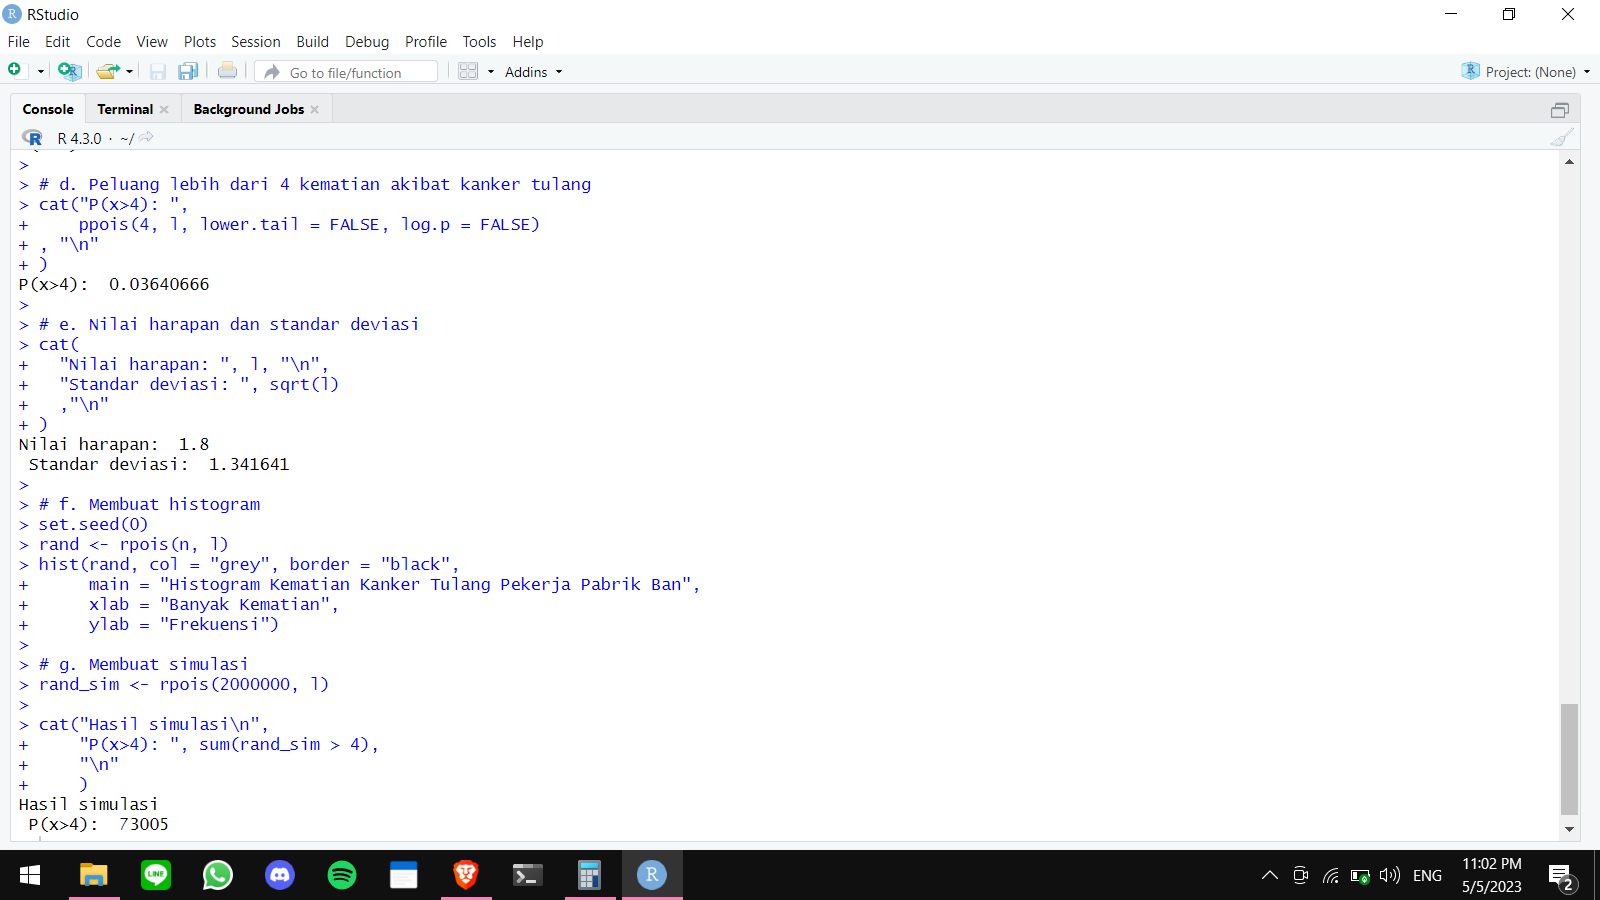 RStudio
File Edit Code View Plots Session Build Debug Profile Tools Help
Go to file/function Addins Project: (None)
Console Terminal Background Jobs
R 4.3.0 · ~/
>
> # d. Peluang lebih dari 4 kematian akibat kanker tulang
> cat("P(x>4): ",
+     ppois(4, l, lower.tail = FALSE, log.p = FALSE)
+ , "\n"
+ )
P(x>4):  0.03640666
>
> # e. Nilai harapan dan standar deviasi
> cat(
+   "Nilai harapan: ", l, "\n",
+   "Standar deviasi: ", sqrt(l)
+   ,"\n"
+ )
Nilai harapan:  1.8
 Standar deviasi:  1.341641
>
> # f. Membuat histogram
> set.seed(0)
> rand <- rpois(n, l)
> hist(rand, col = "grey", border = "black",
+      main = "Histogram Kematian Kanker Tulang Pekerja Pabrik Ban",
+      xlab = "Banyak Kematian",
+      ylab = "Frekuensi")
>
> # g. Membuat simulasi
> rand_sim <- rpois(2000000, l)
>
> cat("Hasil simulasi\n",
+     "P(x>4): ", sum(rand_sim > 4),
+     "\n"
+     )
Hasil simulasi
 P(x>4):  73005
LINE
ENG
11:02 PM
5/5/2023
2